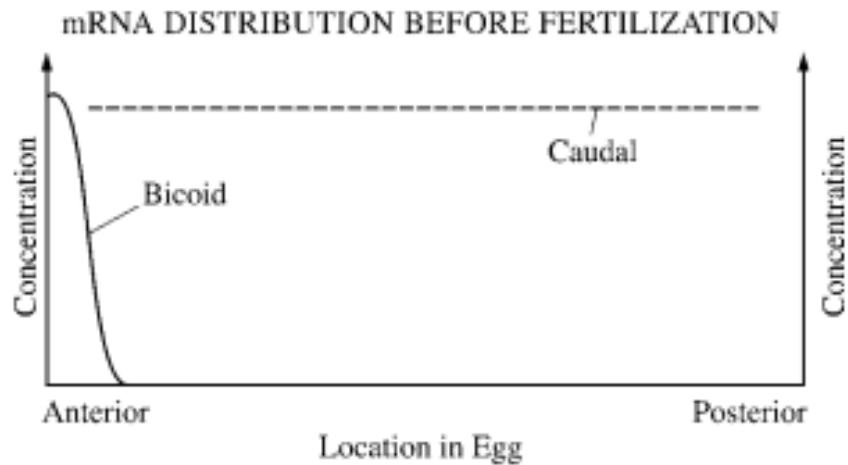 mRNA DISTRIBUTION BEFORE FERTILIZATION
Concentration
Bicoid
Caudal
Concentration
Anterior
Posterior
Location in Egg